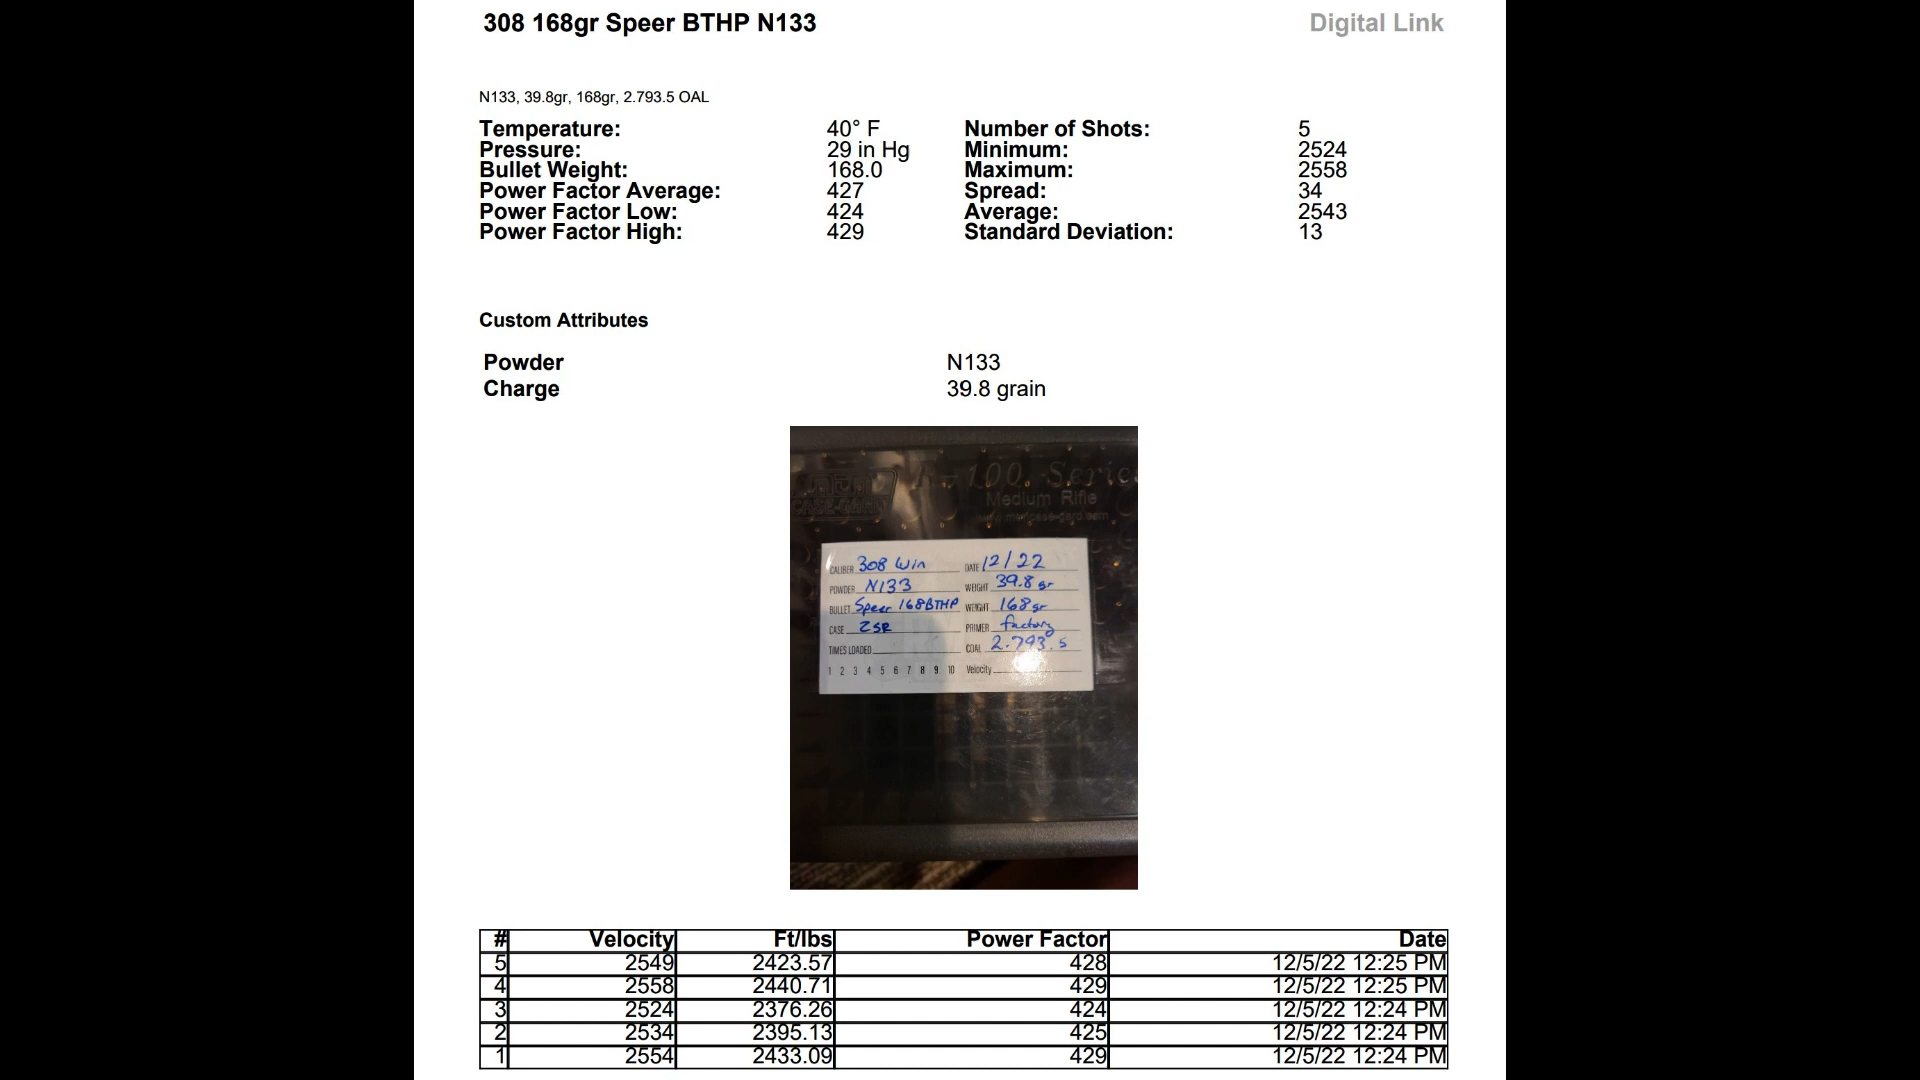 308 168gr Speer BTHP N133 Digital Link
N133, 39.8gr, 168gr, 2.793.5 OAL
Temperature: 40° F Number of Shots: 5
Pressure: 29 in Hg Minimum: 2524
Bullet Weight: 168.0 Maximum: 2558
Power Factor Average: 427 Spread: 34
Power Factor Low: 424 Average: 2543
Power Factor High: 429 Standard Deviation: 13
Custom Attributes
Powder N133
Charge 39.8 grain
100 Series
CASE-GARD Medium Rifle
CALIBER 308 Win DATE 12/22
POWDER N133 WEIGHT 39.8 gr
BULLET Speer 168BTHP WEIGHT 168 gr
CASE ZSR PRIMER factory
TIMES LOADED COAL 2.793.5
1 2 3 4 5 6 7 8 9 10 Velocity
# Velocity Ft/lbs Power Factor Date
5 2549 2423.57 428 12/5/22 12:25 PM
4 2558 2440.71 429 12/5/22 12:25 PM
3 2524 2376.26 424 12/5/22 12:24 PM
2 2534 2395.13 425 12/5/22 12:24 PM
1 2554 2433.09 429 12/5/22 12:24 PM